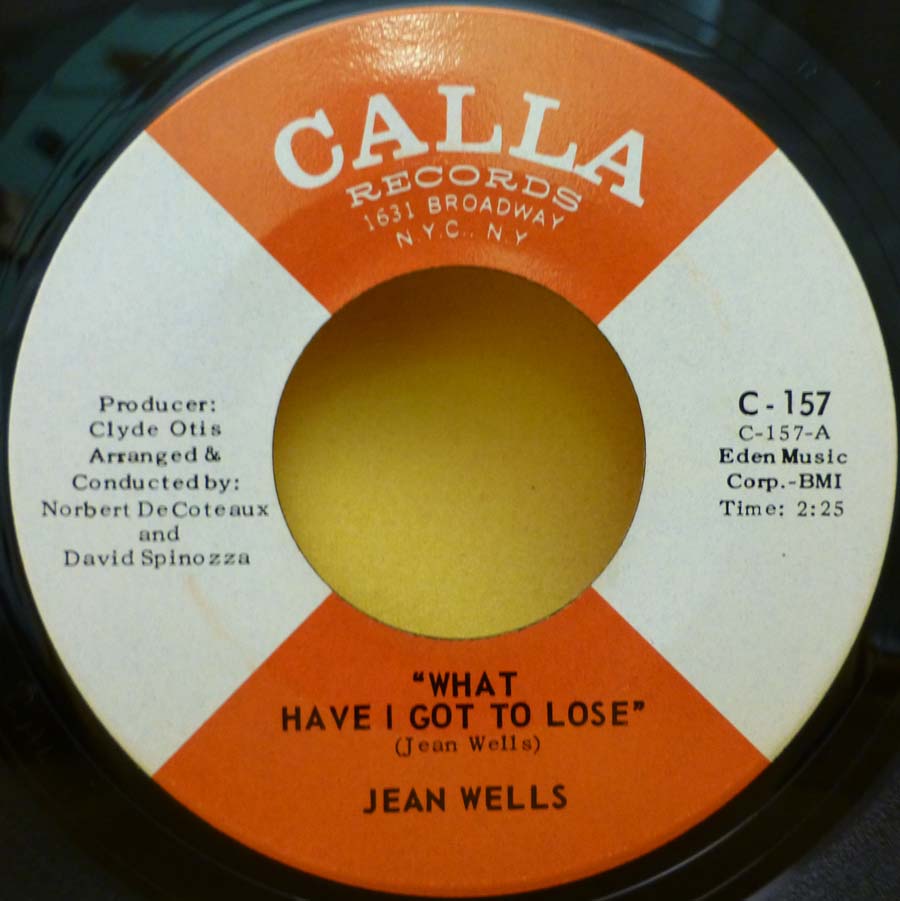 CALLA
RECORDS
1631 BROADWAY
N.Y.C., N.Y
Producer:
Clyde Otis
Arranged &
Conducted by:
Norbert DeCoteaux
and
David Spinozza
C - 157
C-157-A
Eden Music
Corp.-BMI
Time: 2:25
"WHAT
HAVE I GOT TO LOSE"
(Jean Wells)
JEAN WELLS